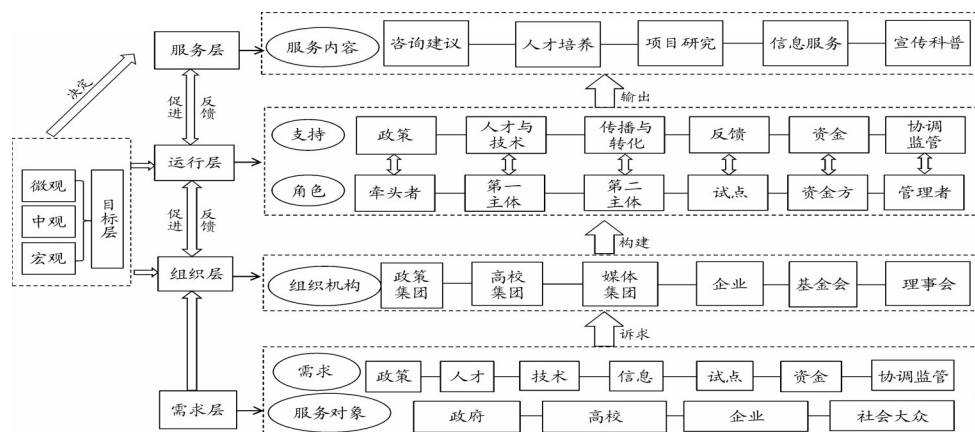 服务层
服务内容
咨询建议
人才培养
项目研究
信息服务
宣传科普
决定
促进
反馈
输出
支持
政策
人才与
技术
传播与
转化
反馈
资金
协调
监管
运行层
角色
牵头者
第一
主体
第二
主体
试点
资金方
管理者
微观
中观
宏观
目标层
促进
反馈
构建
组织层
组织机构
政策
集团
高校
集团
媒体
集团
企业
基金会
理事会
诉求
需求
政策
人才
技术
信息
试点
资金
协调监管
需求层
服务对象
政府
高校
企业
社会大众